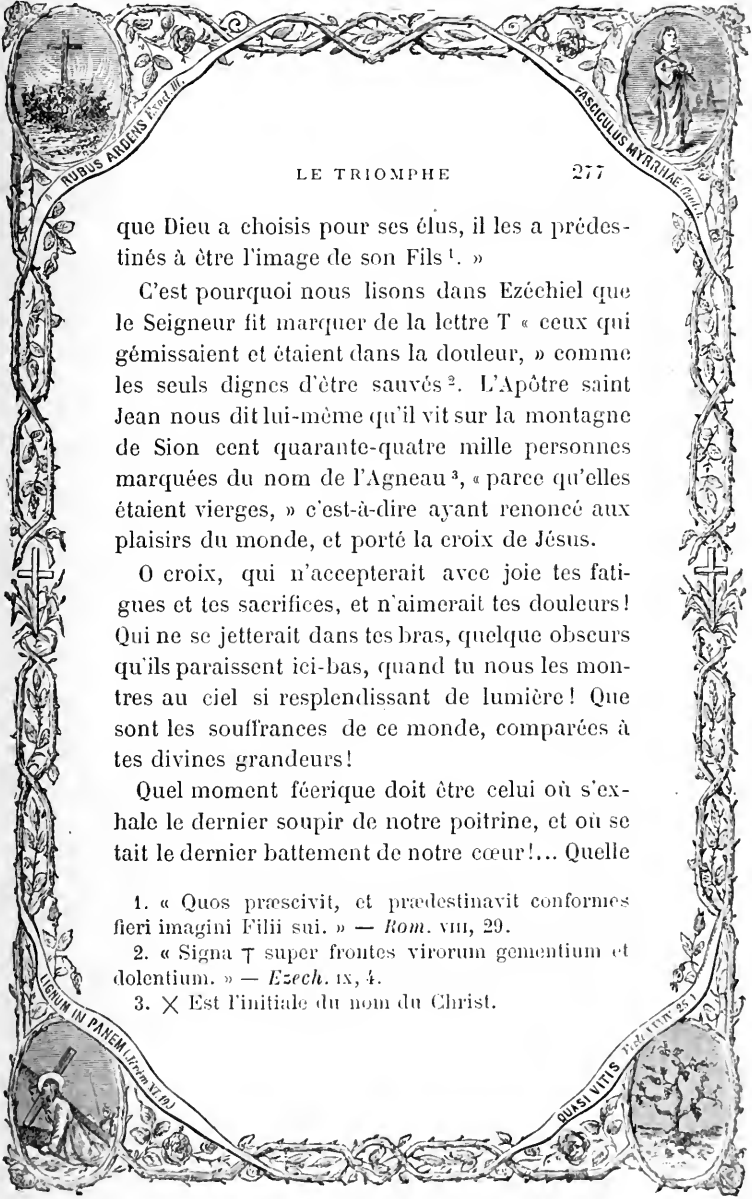 RUBUS ARDENS Exod. III.
FASCICULUS MYRRHAE
LE TRIOMPHE 277
que Dieu a choisis pour ses élus, il les a prédes-
tinés à être l'image de son Fils ¹. »
C'est pourquoi nous lisons dans Ezéchiel que
le Seigneur fit marquer de la lettre T « ceux qui
gémissaient et étaient dans la douleur, » comme
les seuls dignes d'être sauvés ². L'Apôtre saint
Jean nous dit lui-même qu'il vit sur la montagne
de Sion cent quarante-quatre mille personnes
marquées du nom de l'Agneau ³, « parce qu'elles
étaient vierges, » c'est-à-dire ayant renoncé aux
plaisirs du monde, et porté la croix de Jésus.
O croix, qui n'accepterait avec joie tes fati-
gues et tes sacrifices, et n'aimerait tes douleurs !
Qui ne se jetterait dans tes bras, quelque obscurs
qu'ils paraissent ici-bas, quand tu nous les mon-
tres au ciel si resplendissant de lumière ! Que
sont les souffrances de ce monde, comparées à
tes divines grandeurs !
Quel moment féerique doit être celui où s'ex-
hale le dernier soupir de notre poitrine, et où se
tait le dernier battement de notre cœur !... Quelle
1. « Quos præscivit, et prædestinavit conformes
fieri imagini Filii sui. » — Rom. VIII, 29.
2. « Signa T super frontes virorum gementium et
dolentium. » — Ezech. IX, 4.
3. X Est l'initiale du nom du Christ.
LIGNUM IN PANEM (Jérém XI. 19.)
QUASI VITIS